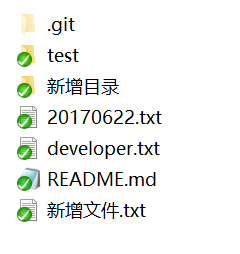 .git
test
新增目录
20170622.txt
developer.txt
README.md
新增文件.txt